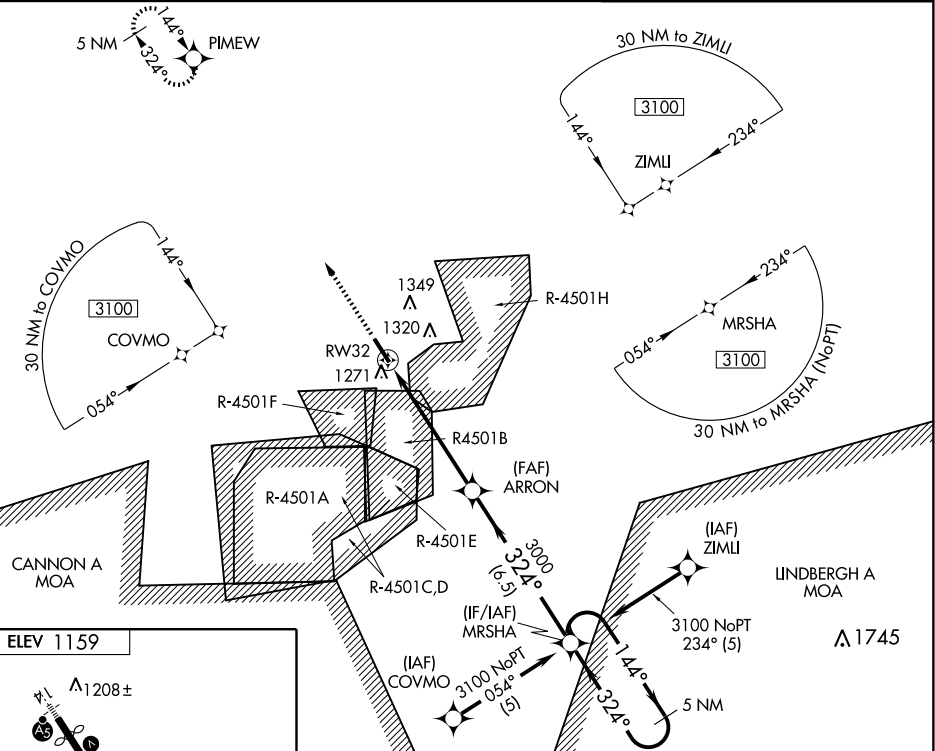 5 NM
144°
324°
PIMEW
30 NM to ZIMLI
3100
144°
234°
ZIMLI
30 NM to COVMO
144°
3100
COVMO
054°
234°
MRSHA
054°
3100
30 NM to MRSHA (NoPT)
1349
1320
R-4501H
RW32
1271
R-4501F
R4501B
R-4501A
(FAF)
ARRON
R-4501E
R-4501C,D
CANNON A
MOA
3000
324°
(6.5)
(IAF)
ZIMLI
LINDBERGH A
MOA
(IF/IAF)
MRSHA
3100 NoPT
234° (5)
1745
(IAF)
COVMO
3100 NoPT
054°
(5)
144°
324°
5 NM
ELEV 1159
1208±
1.4
A5
V